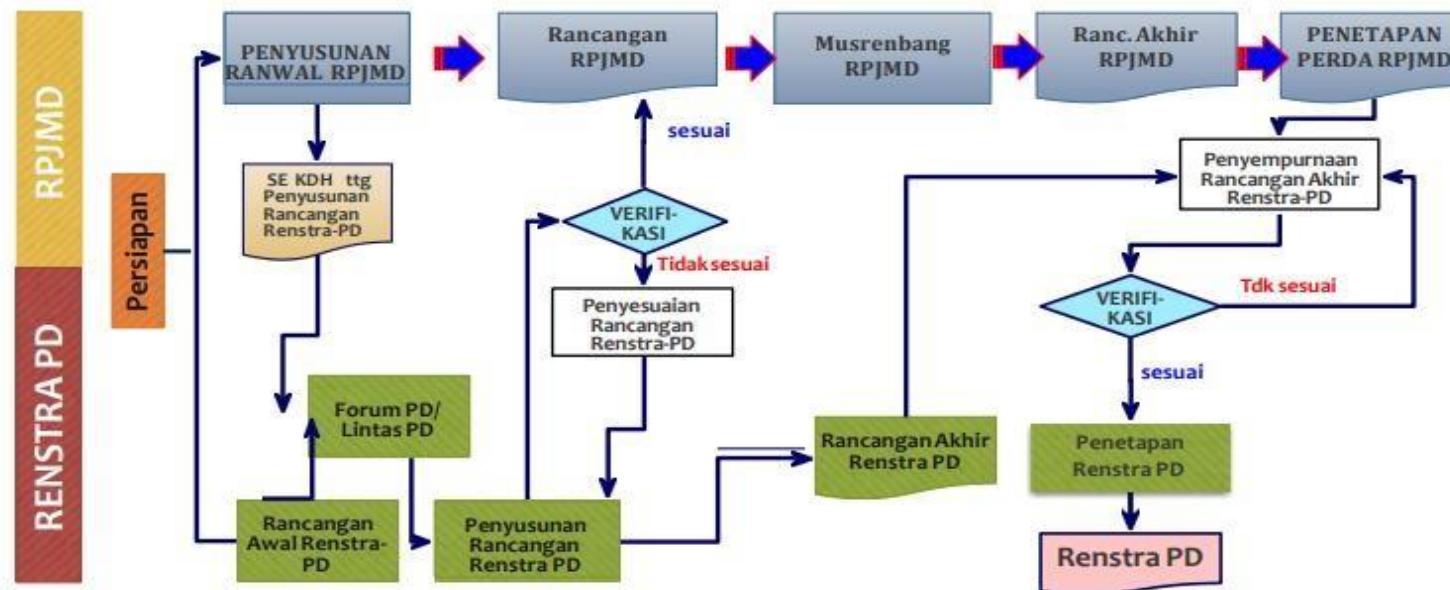 RPJMD
RENSTRA PD
Persiapan
PENYUSUNAN
RANWAL RPJMD
Rancangan
RPJMD
Musrenbang
RPJMD
Ranc. Akhir
RPJMD
PENETAPAN
PERDA RPJMD
SE KDH ttg
Penyusunan
Rancangan
Renstra-PD
sesuai
VERIFI-
KASI
Tidak sesuai
Penyesuaian
Rancangan
Renstra-PD
Penyempurnaan
Rancangan Akhir
Renstra-PD
VERIFI-
KASI
Tdk sesuai
sesuai
Forum PD/
Lintas PD
Rancangan
Awal Renstra-
PD
Penyusunan
Rancangan
Renstra PD
Rancangan Akhir
Renstra PD
Penetapan
Renstra PD
Renstra PD